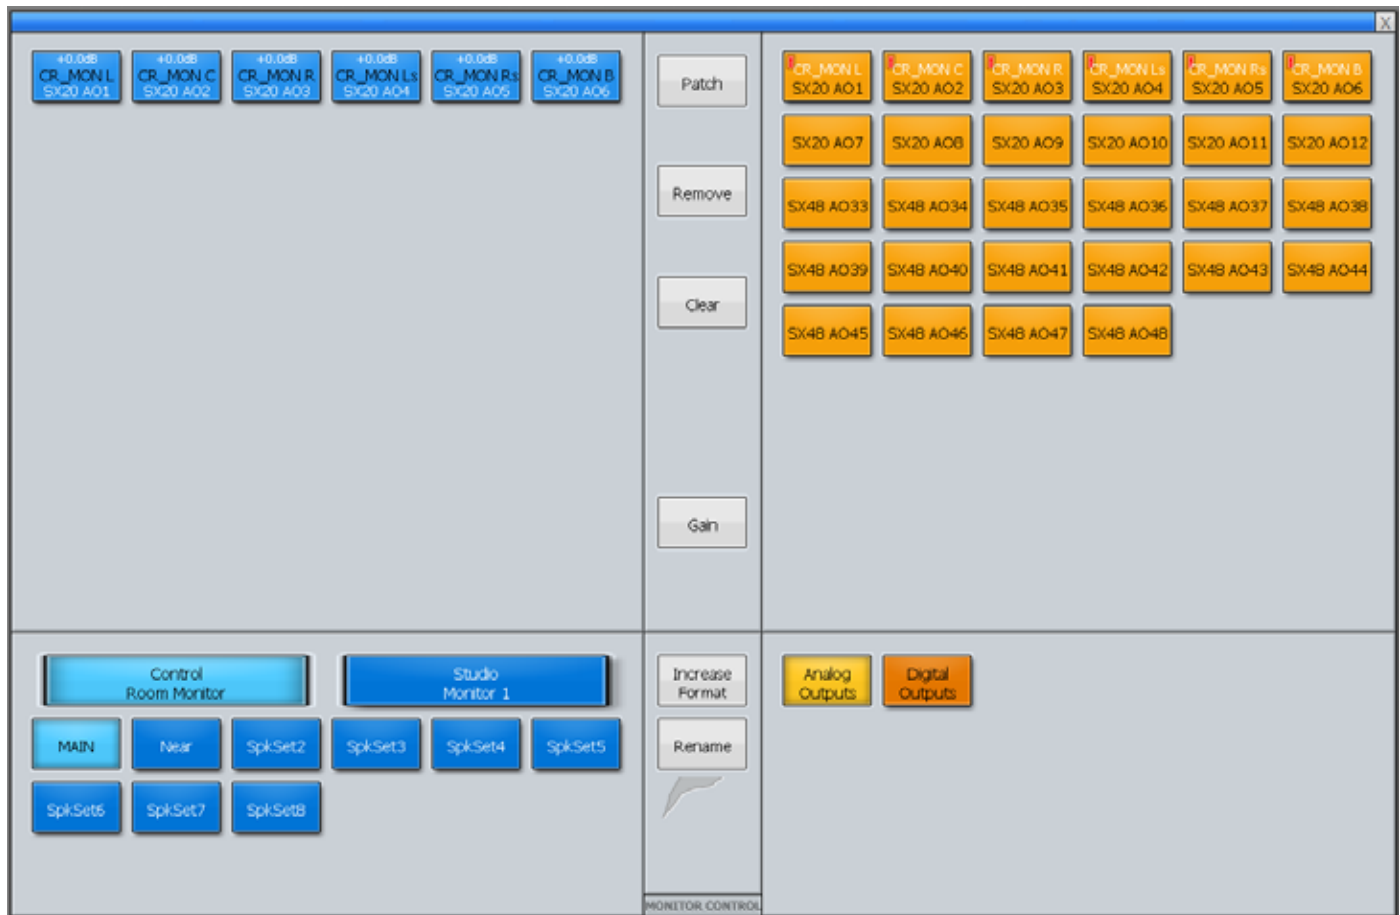 X
+0.0dB
CR_MON L
SX20 AO1
+0.0dB
CR_MON C
SX20 AO2
+0.0dB
CR_MON R
SX20 AO3
+0.0dB
CR_MON Ls
SX20 AO4
+0.0dB
CR_MON Rs
SX20 AO5
+0.0dB
CR_MON B
SX20 AO6
Patch
Remove
Clear
Gain
CR_MON L
SX20 AO1
CR_MON C
SX20 AO2
CR_MON R
SX20 AO3
CR_MON Ls
SX20 AO4
CR_MON Rs
SX20 AO5
CR_MON B
SX20 AO6
SX20 AO7
SX20 AO8
SX20 AO9
SX20 AO10
SX20 AO11
SX20 AO12
SX48 AO33
SX48 AO34
SX48 AO35
SX48 AO36
SX48 AO37
SX48 AO38
SX48 AO39
SX48 AO40
SX48 AO41
SX48 AO42
SX48 AO43
SX48 AO44
SX48 AO45
SX48 AO46
SX48 AO47
SX48 AO48
Control
Room Monitor
Studio
Monitor 1
MAIN
Near
SpkSet2
SpkSet3
SpkSet4
SpkSet5
SpkSet6
SpkSet7
SpkSet8
Increase
Format
Rename
MONITOR CONTROL
Analog
Outputs
Digital
Outputs